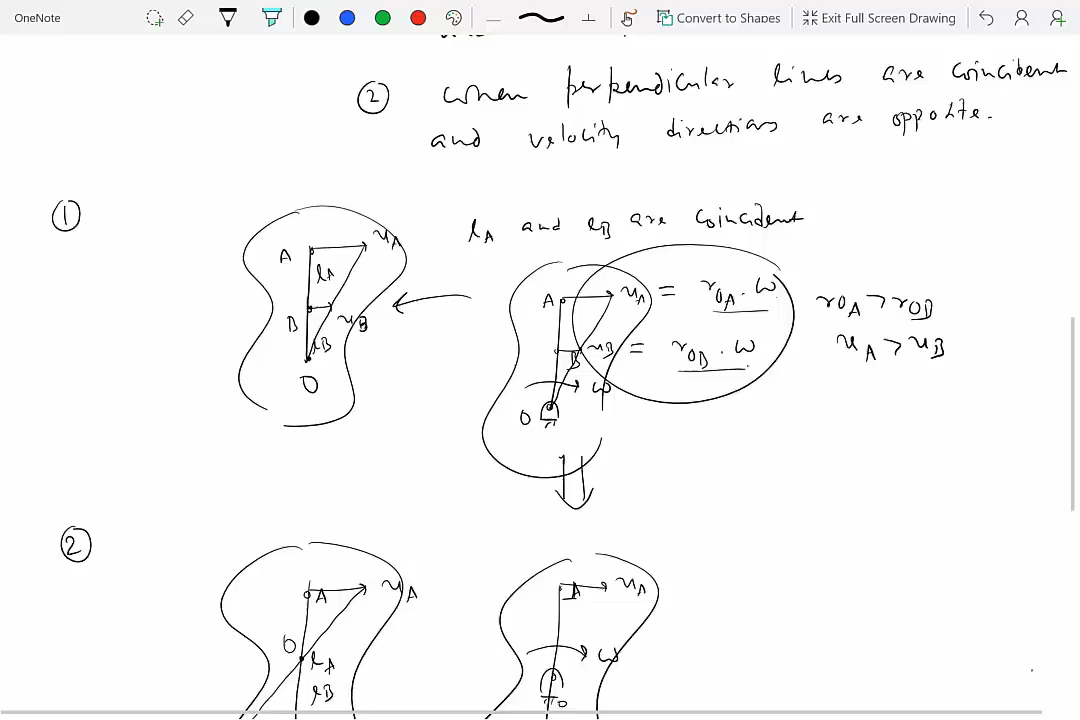 OneNote
Convert to Shapes
Exit Full Screen Drawing
② when perpendicular lines are coincident
and velocity directions are opposite.
①
lA and lB are coincident
A vA
lA
B vB
lB
O
A vA = rOA . ω
B vB = rOB . ω
ω
O
rOA > rOB
vA > vB
②
A vA
O
lA
lB
A vA
ω
O